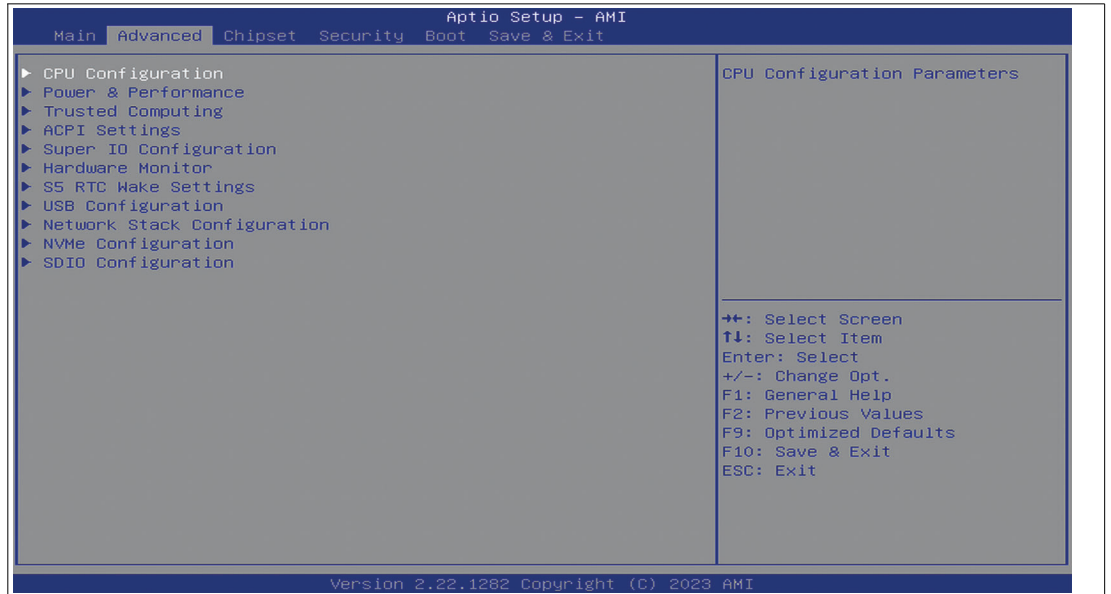 Aptio Setup – AMI
Main Advanced Chipset Security Boot Save & Exit
▶ CPU Configuration
▶ Power & Performance
▶ Trusted Computing
▶ ACPI Settings
▶ Super IO Configuration
▶ Hardware Monitor
▶ S5 RTC Wake Settings
▶ USB Configuration
▶ Network Stack Configuration
▶ NVMe Configuration
▶ SDIO Configuration
CPU Configuration Parameters
→←: Select Screen
↑↓: Select Item
Enter: Select
+/-: Change Opt.
F1: General Help
F2: Previous Values
F9: Optimized Defaults
F10: Save & Exit
ESC: Exit
Version 2.22.1282 Copyright (C) 2023 AMI